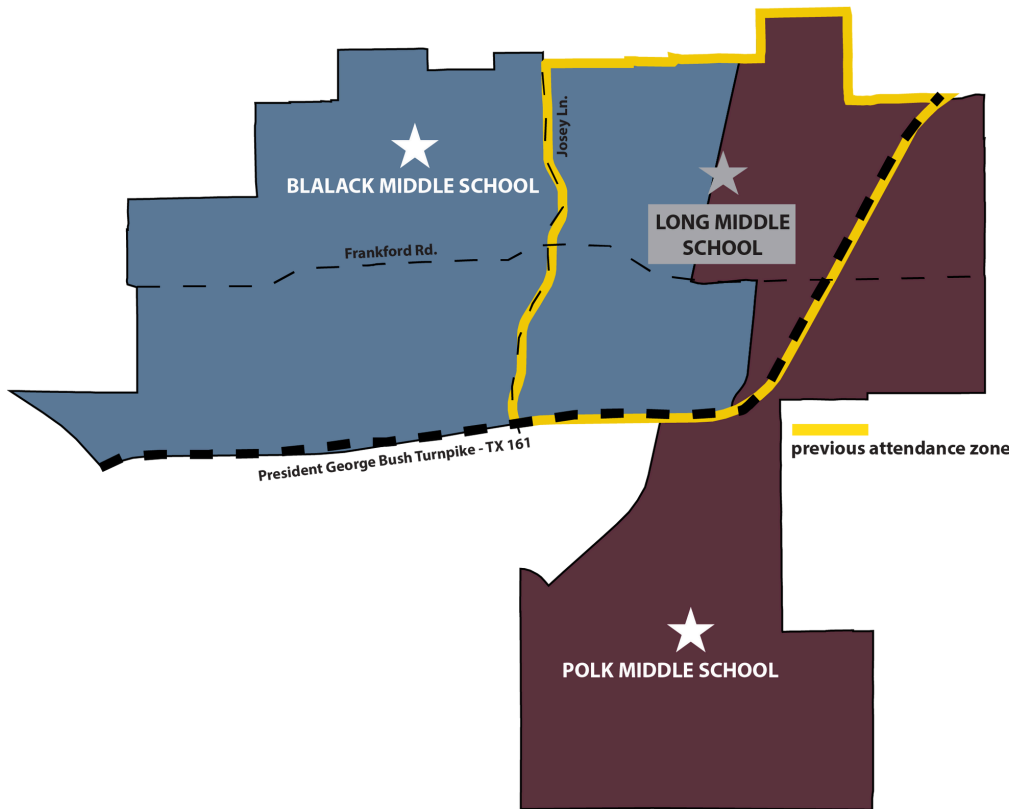 Josey Ln.
BLALACK MIDDLE SCHOOL
LONG MIDDLE
SCHOOL
Frankford Rd.
previous attendance zone
President George Bush Turnpike - TX 161
POLK MIDDLE SCHOOL